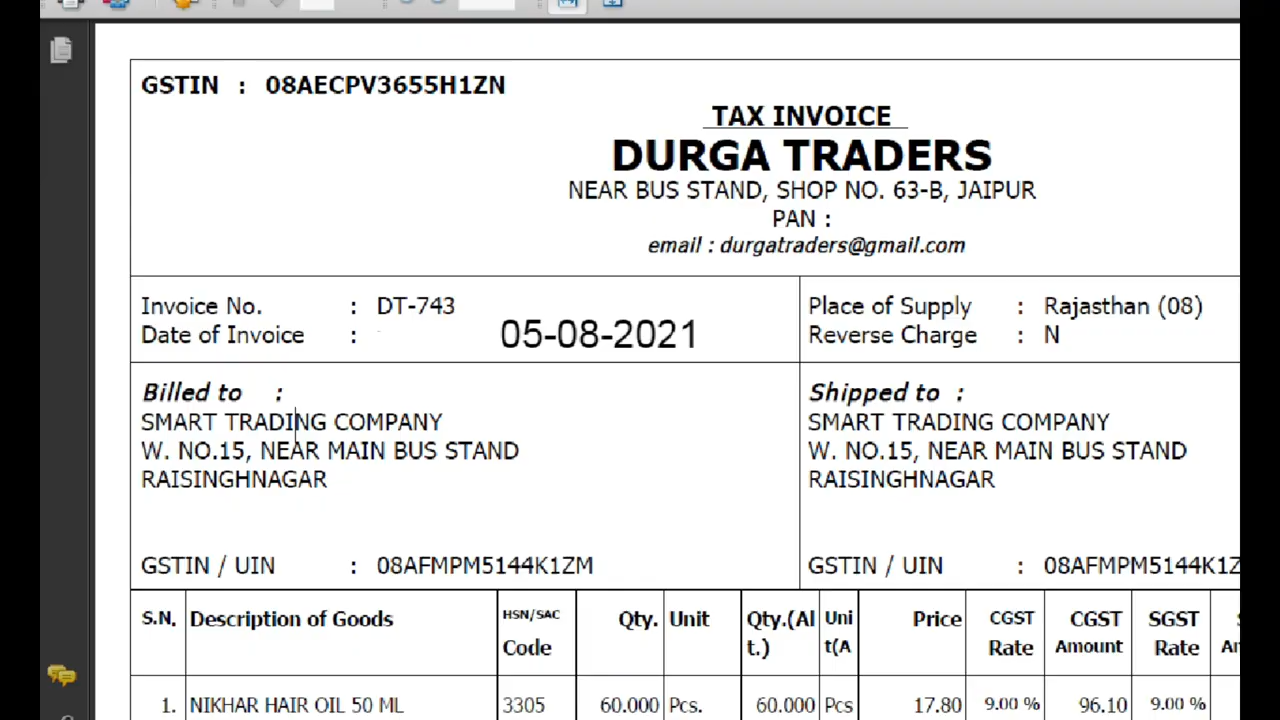 GSTIN : 08AECPV3655H1ZN
TAX INVOICE
DURGA TRADERS
NEAR BUS STAND, SHOP NO. 63-B, JAIPUR
PAN :
email : durgatraders@gmail.com
Invoice No. : DT-743
Date of Invoice : 05-08-2021
Place of Supply : Rajasthan (08)
Reverse Charge : N
Billed to :
SMART TRADING COMPANY
W. NO.15, NEAR MAIN BUS STAND
RAISINGHNAGAR
GSTIN / UIN : 08AFMPM5144K1ZM
Shipped to :
SMART TRADING COMPANY
W. NO.15, NEAR MAIN BUS STAND
RAISINGHNAGAR
GSTIN / UIN : 08AFMPM5144K1Z
S.N. Description of Goods HSN/SAC Qty. Unit Qty.(Al Uni Price CGST CGST SGST
Code t.) t(A Rate Amount Rate
1. NIKHAR HAIR OIL 50 ML 3305 60.000 Pcs. 60.000 Pcs 17.80 9.00 % 96.10 9.00 %